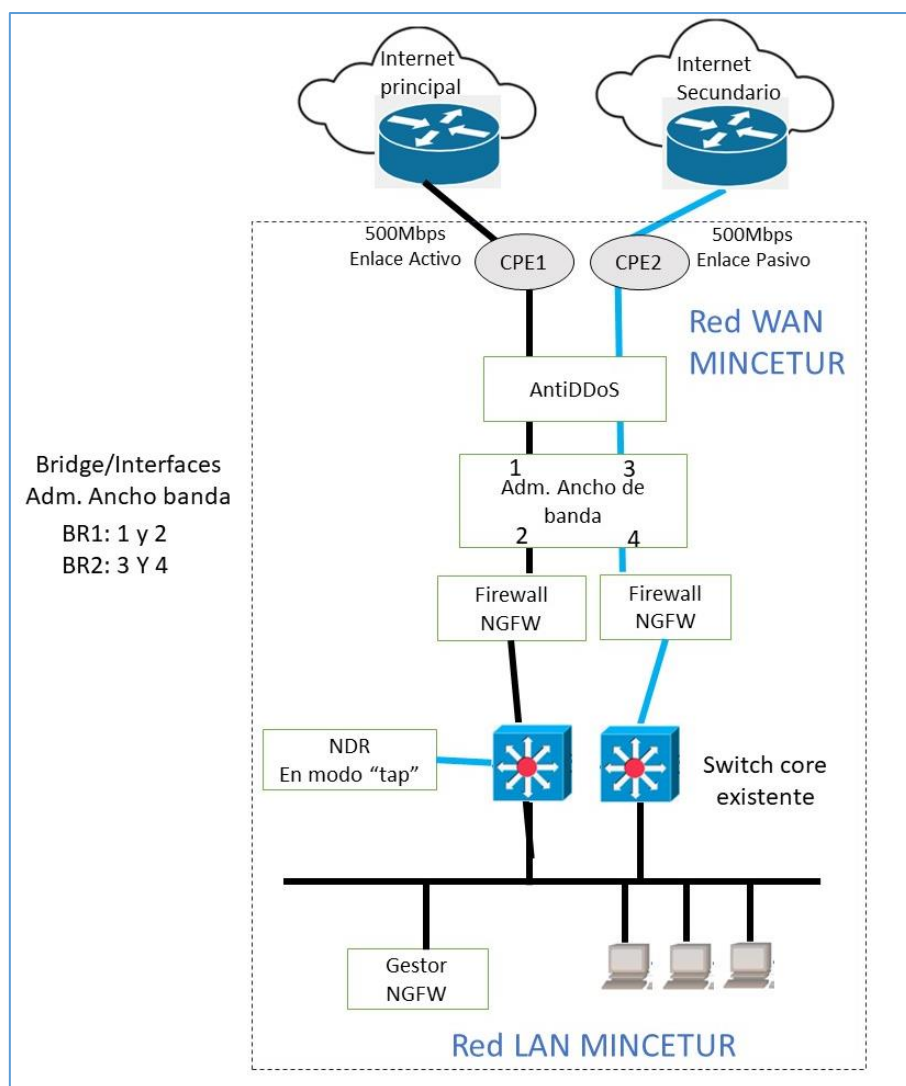 Internet
principal
Internet
Secundario
500Mbps
Enlace Activo
CPE1
CPE2
500Mbps
Enlace Pasivo
Red WAN
MINCETUR
AntiDDoS
Bridge/Interfaces
Adm. Ancho banda
BR1: 1 y 2
BR2: 3 Y 4
1
3
Adm. Ancho de
banda
2
4
Firewall
NGFW
Firewall
NGFW
NDR
En modo “tap”
Switch core
existente
Gestor
NGFW
Red LAN MINCETUR